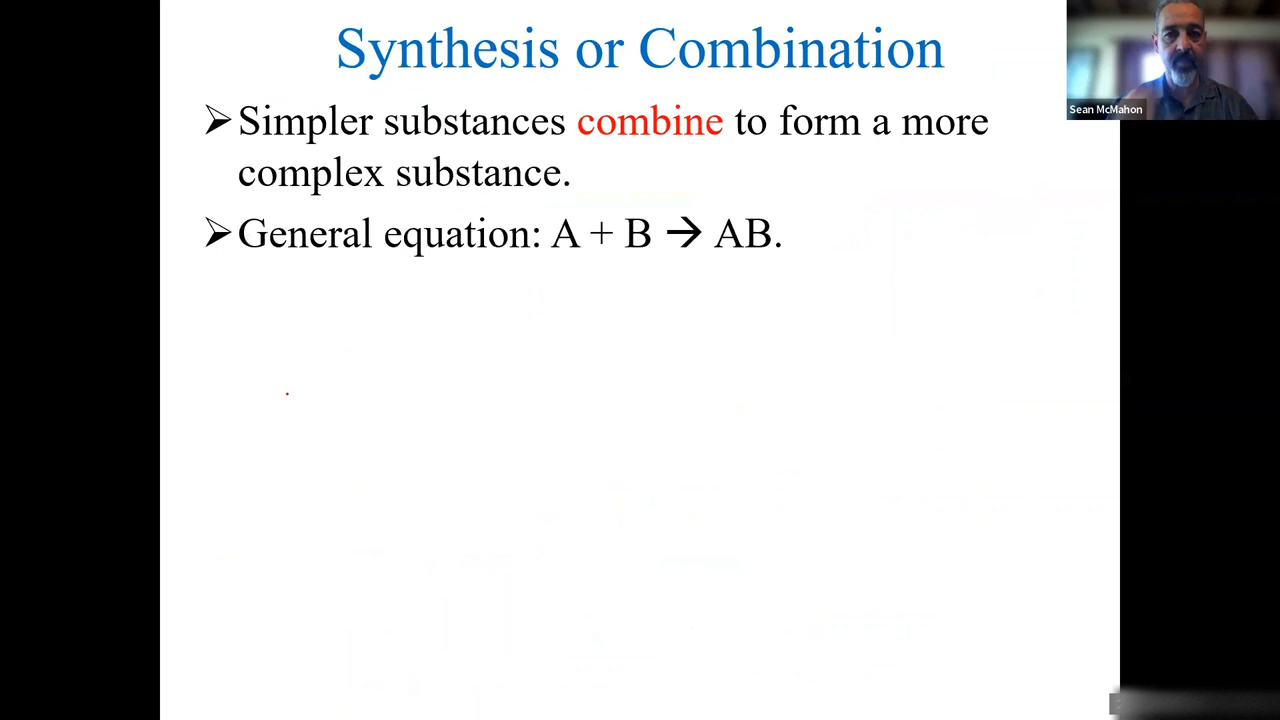 Synthesis or Combination
Sean McMahon
➢Simpler substances combine to form a more
complex substance.
➢General equation: A + B → AB.